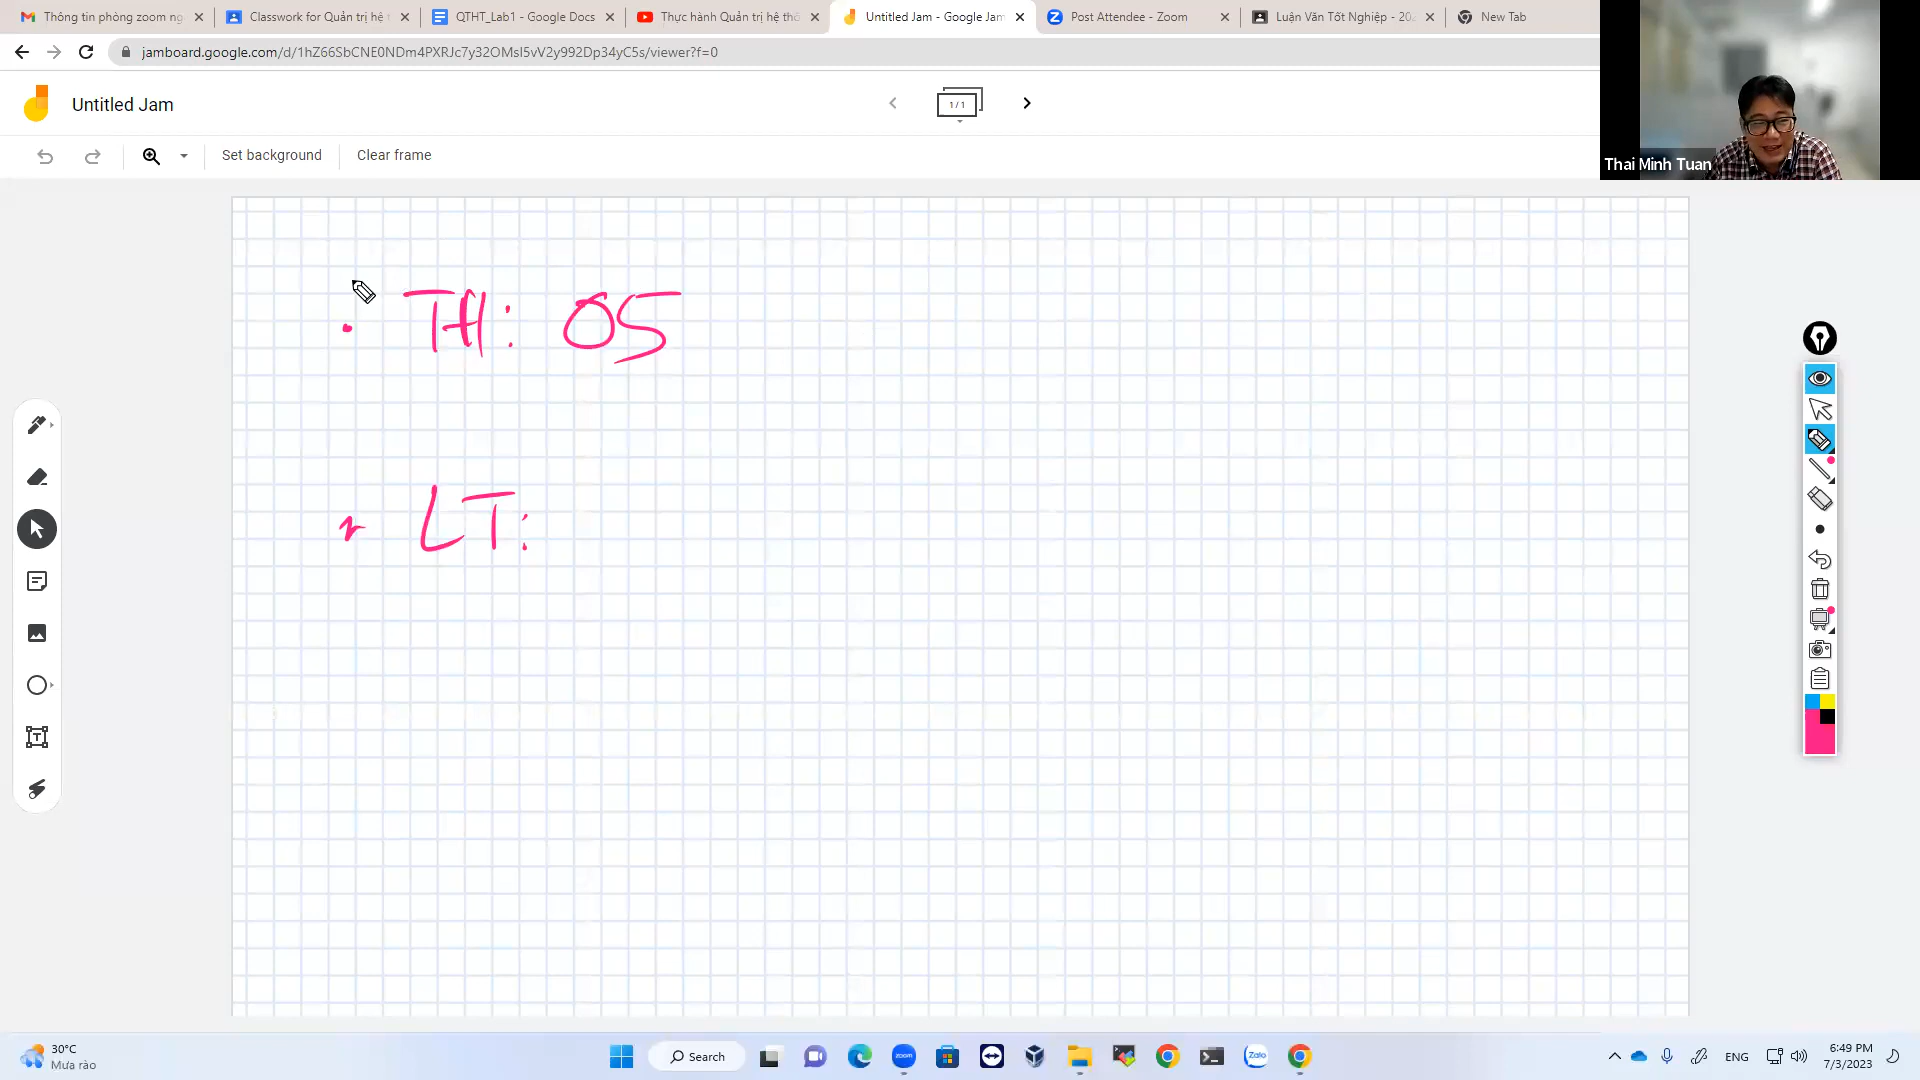 Thông tin phòng zoom ng
Classwork for Quản trị hệ t
QTHT_Lab1 - Google Docs
Thực hành Quản trị hệ thố
Untitled Jam - Google Jam
Post Attendee - Zoom
Luận Văn Tốt Nghiệp - 20
New Tab
jamboard.google.com/d/1hZ66SbCNE0NDm4PXRJc7y32OMsI5vV2y992Dp34yC5s/viewer?f=0
Untitled Jam
1 / 1
Set background
Clear frame
Thai Minh Tuan
TH: 05
LT:
30°C
Mưa rào
Search
zoom
Zalo
ENG
6:49 PM
7/3/2023